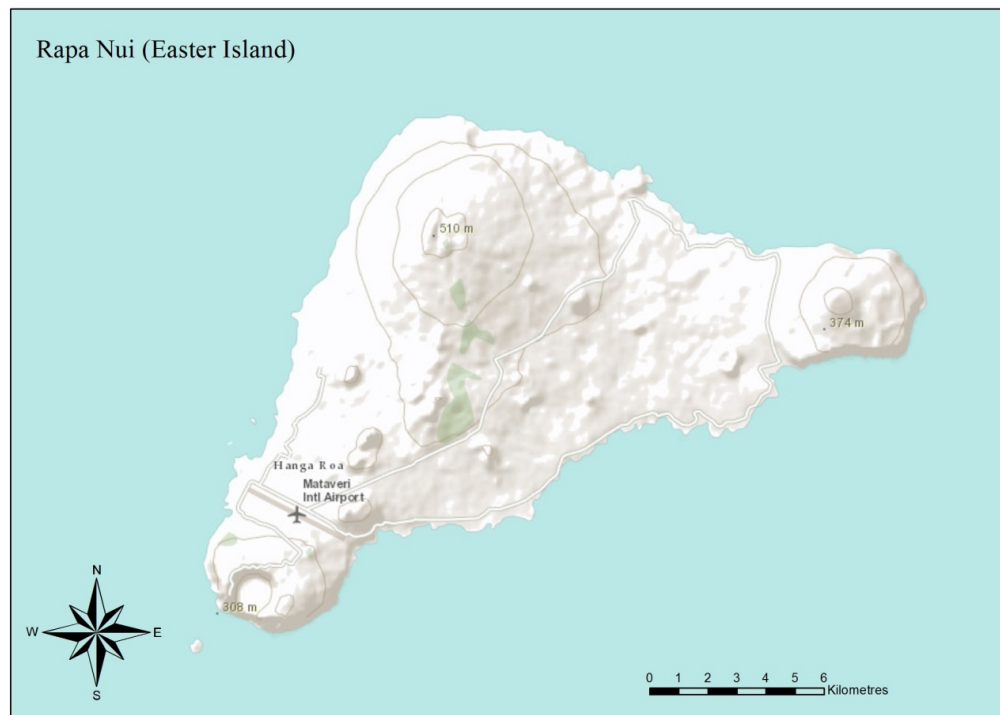 Rapa Nui (Easter Island)
510 m
374 m
Hanga Roa
Mataveri
Intl Airport
308 m
N
W
E
S
0 1 2 3 4 5 6
Kilometres